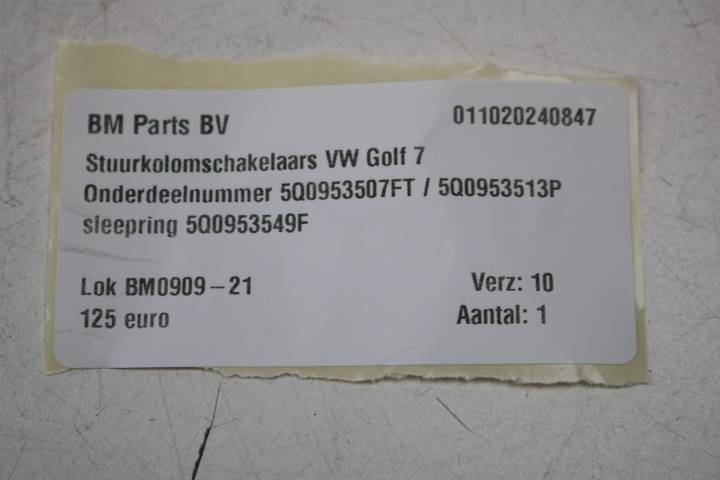 BM Parts BV 011020240847
Stuurkolomschakelaars VW Golf 7
Onderdeelnummer 5Q0953507FT / 5Q0953513P
sleepring 5Q0953549F
Lok BM0909-21 Verz: 10
125 euro Aantal: 1